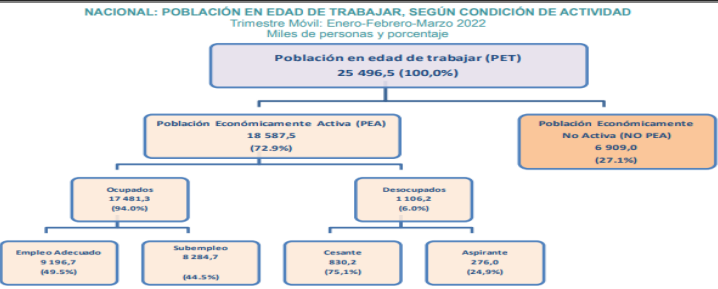 NACIONAL: POBLACIÓN EN EDAD DE TRABAJAR, SEGÚN CONDICIÓN DE ACTIVIDAD
Trimestre Móvil: Enero-Febrero-Marzo 2022
Miles de personas y porcentaje
Población en edad de trabajar (PET)
25 496,5 (100,0%)
Población Económicamente Activa (PEA)
18 587,5
(72.9%)
Población Económicamente
No Activa (NO PEA)
6 909,0
(27.1%)
Ocupados
17 481,3
(94.0%)
Desocupados
1 106,2
(6.0%)
Empleo Adecuado
9 196,7
(49.5%)
Subempleo
8 284,7
(44.5%)
Cesante
830,2
(75,1%)
Aspirante
276,0
(24,9%)